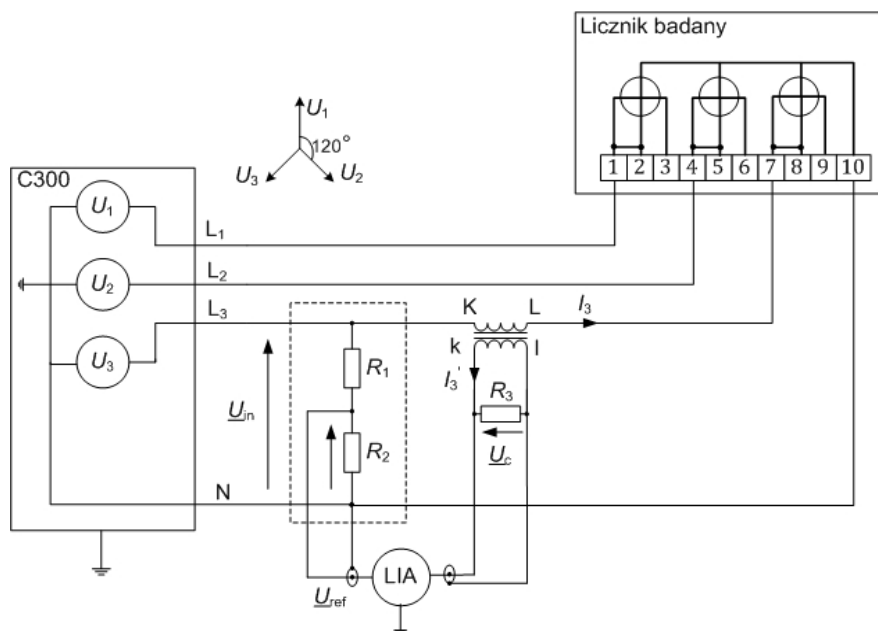 Licznik badany
1 2 3 4 5 6 7 8 9 10
U1
120°
U3
U2
C300
U1
L1
U2
L2
U3
L3
K
L
I3
k
l
I3'
R1
R3
Uin
Uc
R2
N
LIA
Uref